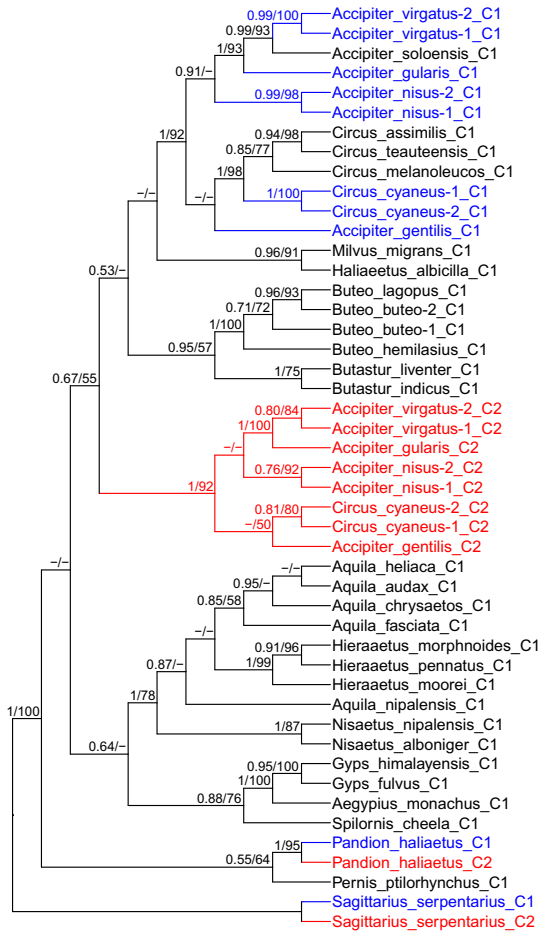 0.99/100
Accipiter_virgatus-2_C1
0.99/93
Accipiter_virgatus-1_C1
1/93
Accipiter_soloensis_C1
0.91/–
Accipiter_gularis_C1
0.99/98
Accipiter_nisus-2_C1
Accipiter_nisus-1_C1
1/92
0.94/98
Circus_assimilis_C1
0.85/77
Circus_teauteensis_C1
1/98
Circus_melanoleucos_C1
–/–
1/100
Circus_cyaneus-1_C1
–/–
Circus_cyaneus-2_C1
Accipiter_gentilis_C1
0.96/91
Milvus_migrans_C1
Haliaeetus_albicilla_C1
0.53/–
0.96/93
Buteo_lagopus_C1
0.71/72
Buteo_buteo-2_C1
1/100
Buteo_buteo-1_C1
0.95/57
Buteo_hemilasius_C1
1/75
Butastur_liventer_C1
Butastur_indicus_C1
0.67/55
0.80/84
Accipiter_virgatus-2_C2
1/100
Accipiter_virgatus-1_C2
–/–
Accipiter_gularis_C2
0.76/92
Accipiter_nisus-2_C2
1/92
Accipiter_nisus-1_C2
0.81/80
Circus_cyaneus-2_C2
–/50
Circus_cyaneus-1_C2
Accipiter_gentilis_C2
–/–
–/–
Aquila_heliaca_C1
0.95/–
Aquila_audax_C1
0.85/58
Aquila_chrysaetos_C1
–/–
Aquila_fasciata_C1
0.91/96
Hieraaetus_morphnoides_C1
0.87/–
1/99
Hieraaetus_pennatus_C1
Hieraaetus_moorei_C1
1/78
Aquila_nipalensis_C1
1/87
Nisaetus_nipalensis_C1
1/100
0.64/–
Nisaetus_alboniger_C1
0.95/100
Gyps_himalayensis_C1
1/100
Gyps_fulvus_C1
0.88/76
Aegypius_monachus_C1
Spilornis_cheela_C1
1/95
Pandion_haliaetus_C1
0.55/64
Pandion_haliaetus_C2
Pernis_ptilorhynchus_C1
Sagittarius_serpentarius_C1
Sagittarius_serpentarius_C2